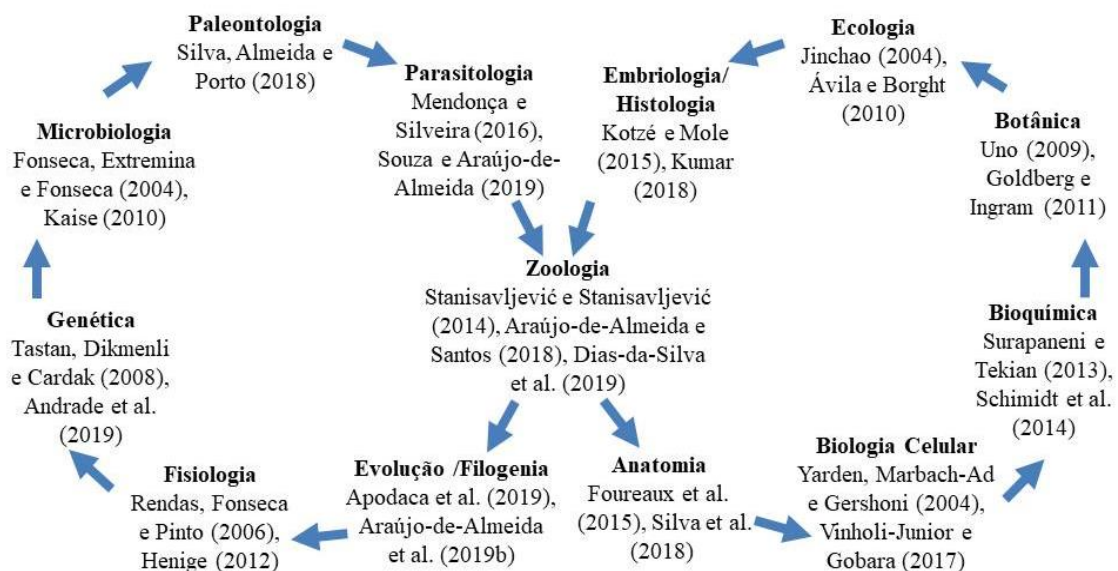 Paleontologia
Silva, Almeida e
Porto (2018)
Ecologia
Jinchao (2004),
Ávila e Borght
(2010)
Parasitologia
Mendonça e
Silveira (2016),
Souza e Araújo-de-
Almeida (2019)
Embriologia/
Histologia
Kotzé e Mole
(2015), Kumar
(2018)
Microbiologia
Fonseca, Extremina
e Fonseca (2004),
Kaise (2010)
Botânica
Uno (2009),
Goldberg e
Ingram (2011)
Zoologia
Stanisavljević e Stanisavljević
(2014), Araújo-de-Almeida e
Santos (2018), Dias-da-Silva
et al. (2019)
Genética
Tastan, Dikmenli
e Cardak (2008),
Andrade et al.
(2019)
Bioquímica
Surapaneni e
Tekian (2013),
Schimidt et al.
(2014)
Fisiologia
Rendas, Fonseca
e Pinto (2006),
Henige (2012)
Evolução /Filogenia
Apodaca et al. (2019),
Araújo-de-Almeida
et al. (2019b)
Anatomia
Foureaux et al.
(2015), Silva et al.
(2018)
Biologia Celular
Yarden, Marbach-Ad
e Gershoni (2004),
Vinholi-Junior e
Gobara (2017)